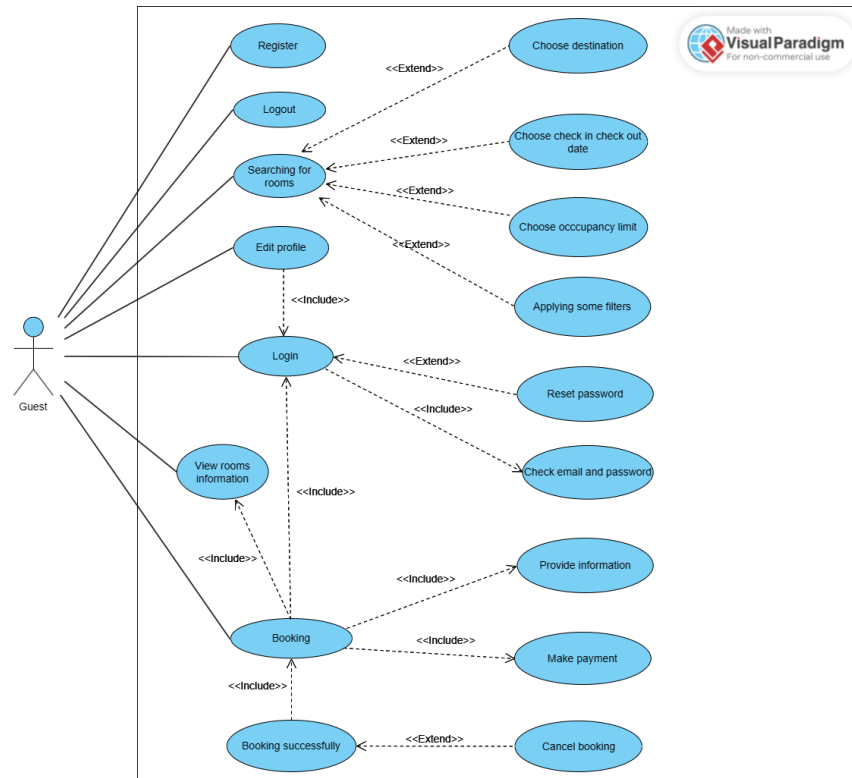 Made with
VisualParadigm
For non-commercial use
Register
Choose destination
<<Extend>>
Logout
Choose check in check out
date
<<Extend>>
Searching for
rooms
<<Extend>>
Choose occcupancy limit
Edit profile
<<Extend>>
<<Include>>
Applying some filters
Login
<<Extend>>
Reset password
Guest
<<Include>>
View rooms
information
Check email and password
<<Include>>
<<Include>>
<<Include>>
Provide information
Booking
<<Include>>
Make payment
<<Include>>
Booking successfully
<<Extend>>
Cancel booking